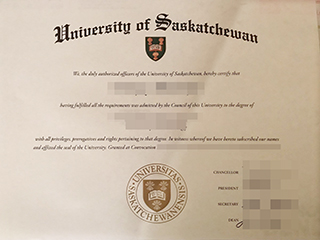 University of Saskatchewan
We, the duly authorized officers of the University of Saskatchewan, hereby certify that
having fulfilled all the requirements was admitted by the Council of this University to the degree of
with all privileges, prerogatives and rights pertaining to that degree. In witness whereof we have hereto subscribed our names
and affixed the seal of the University. Granted at Convocation
UNIVERSITAS SASKATCHEWANENSIS
CHANCELLOR
PRESIDENT
SECRETARY
DEAN